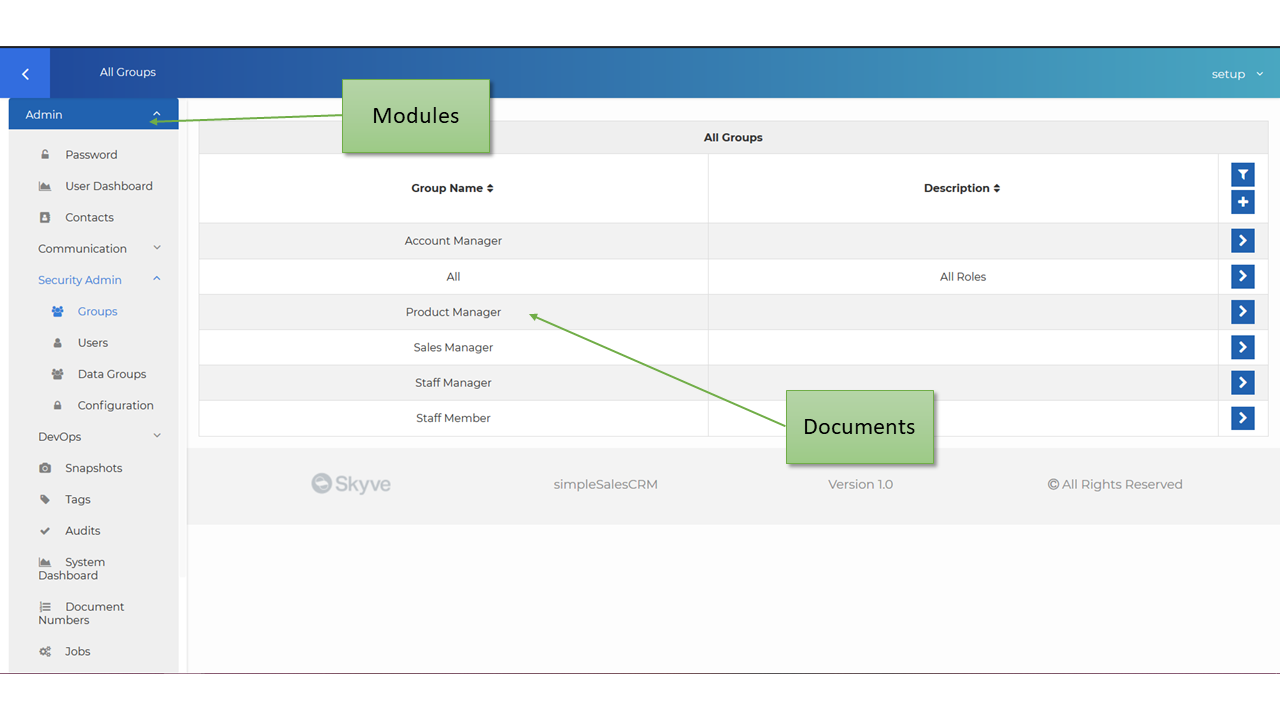 All Groups
setup
Admin
Modules
Password
User Dashboard
Contacts
Communication
Security Admin
Groups
Users
Data Groups
Configuration
DevOps
Snapshots
Tags
Audits
System
Dashboard
Document
Numbers
Jobs
All Groups
Group Name
Description
Account Manager
All
All Roles
Product Manager
Sales Manager
Staff Manager
Staff Member
Documents
Skyve
simpleSalesCRM
Version 1.0
© All Rights Reserved